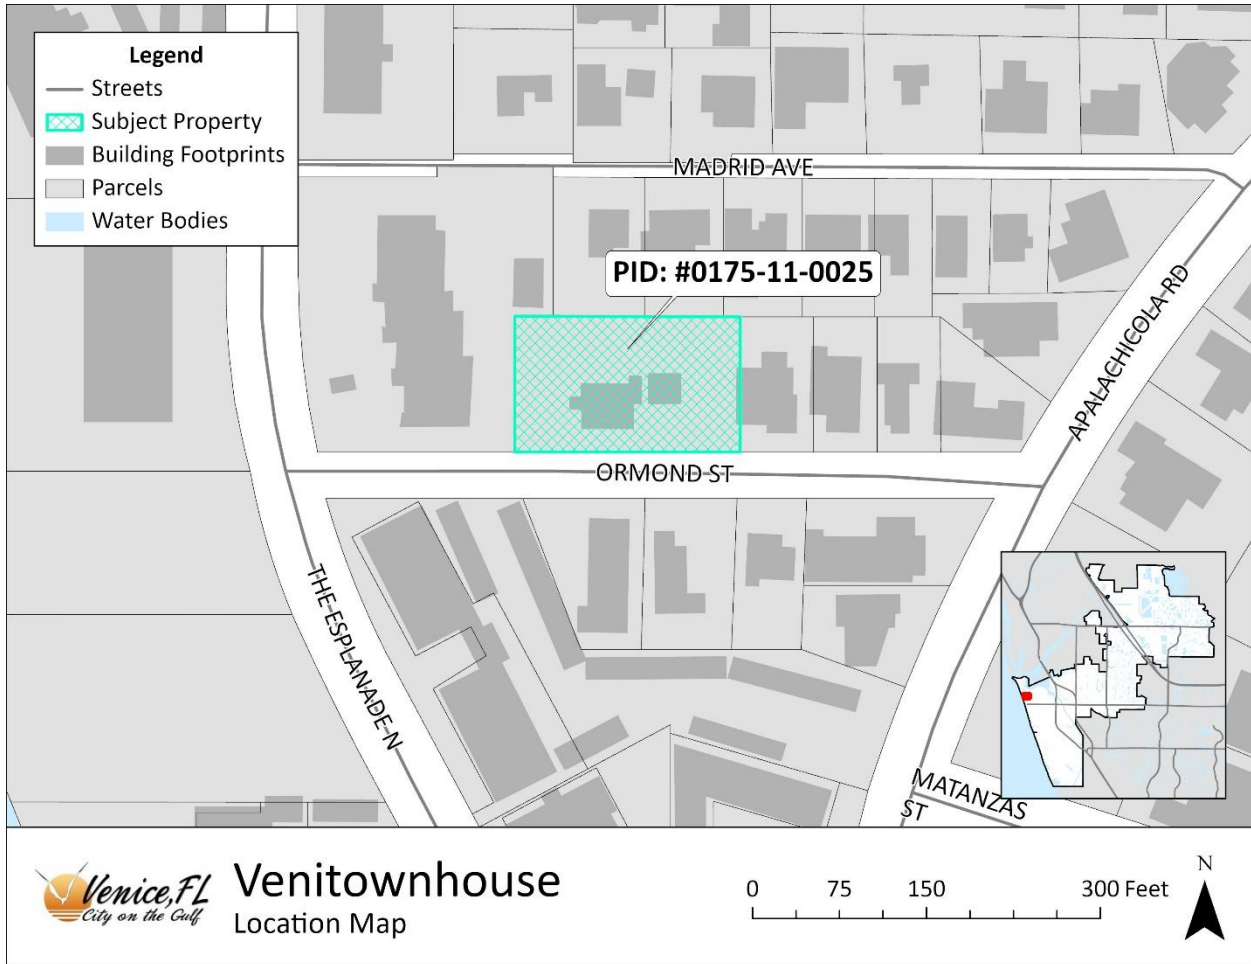 Legend
Streets
Subject Property
Building Footprints
Parcels
Water Bodies
MADRID AVE
PID: #0175-11-0025
APALACHICOLA RD
ORMOND ST
THE ESPLANADE N
MATANZAS
ST
Venice, FL
City on the Gulf
Venitownhouse
Location Map
0 75 150 300 Feet
N